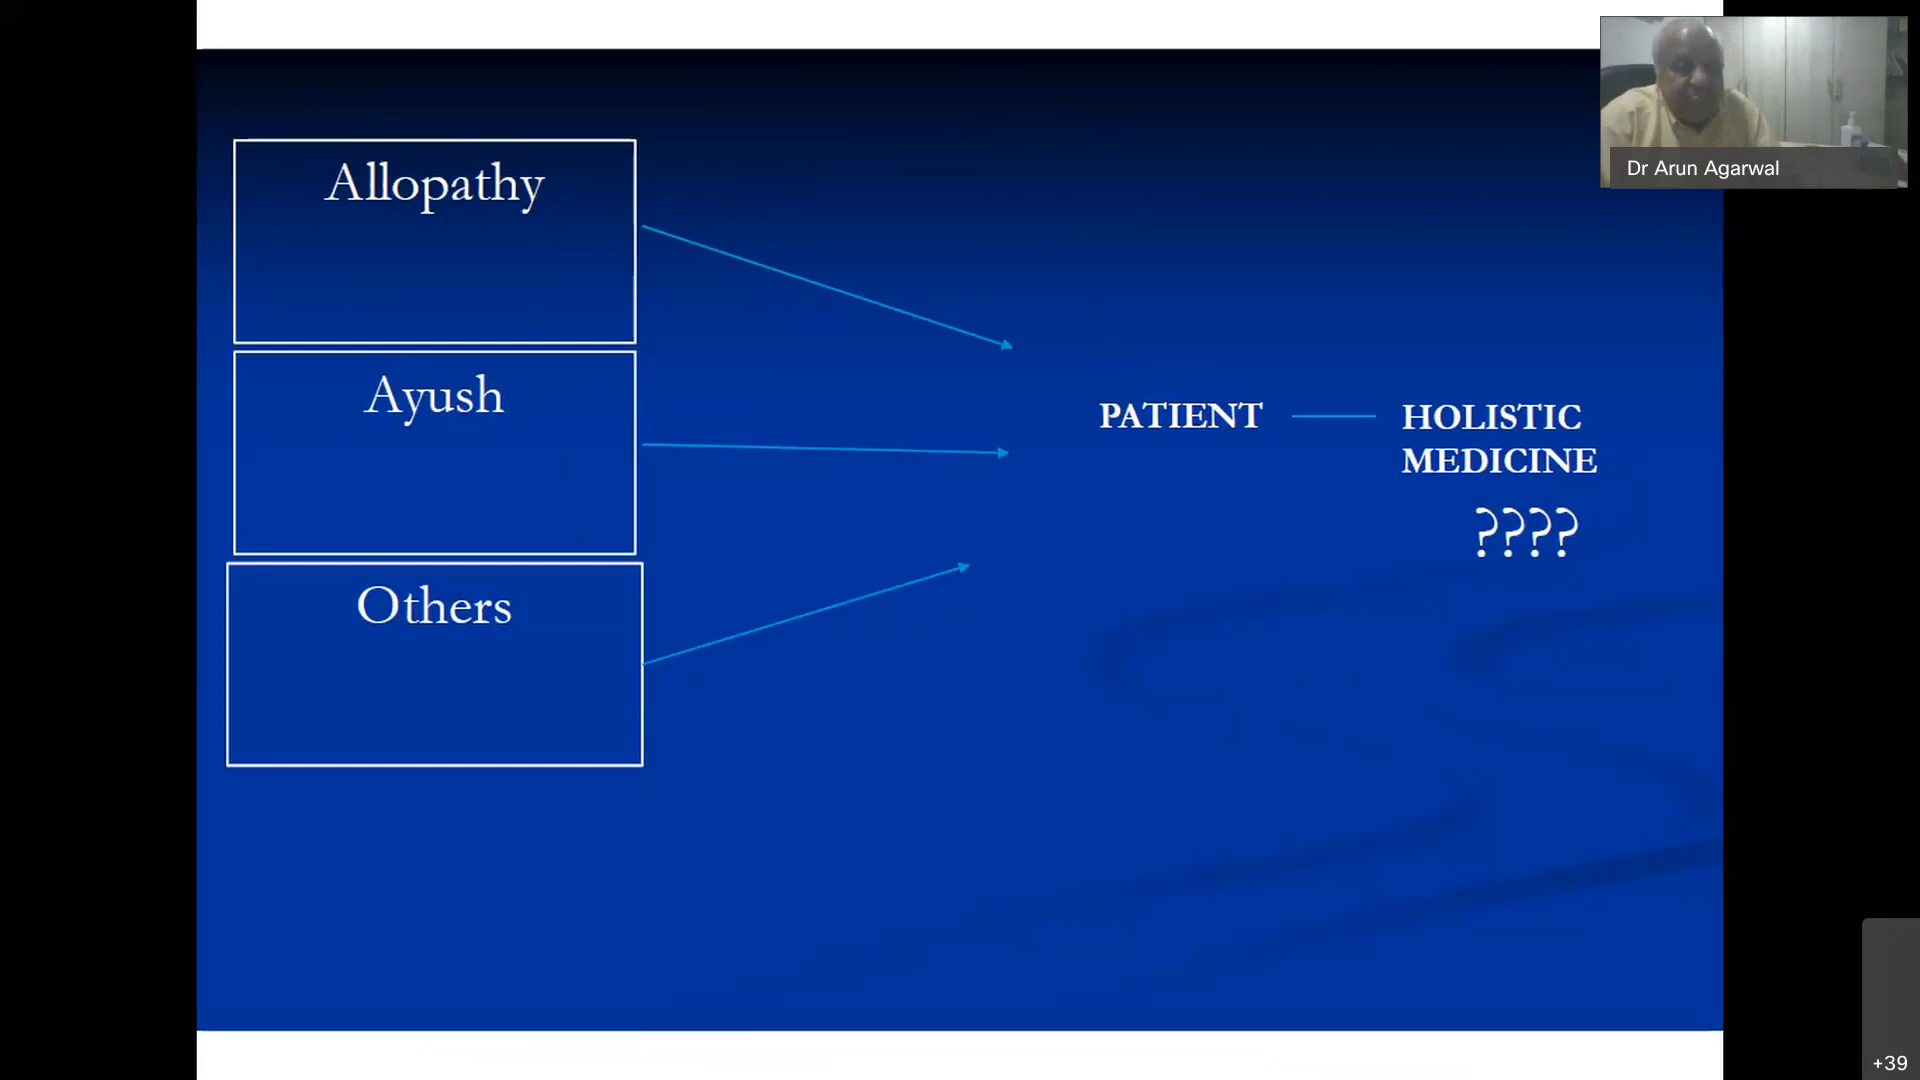 Allopathy
Ayush
Others
PATIENT
HOLISTIC
MEDICINE
????
Dr Arun Agarwal
+39